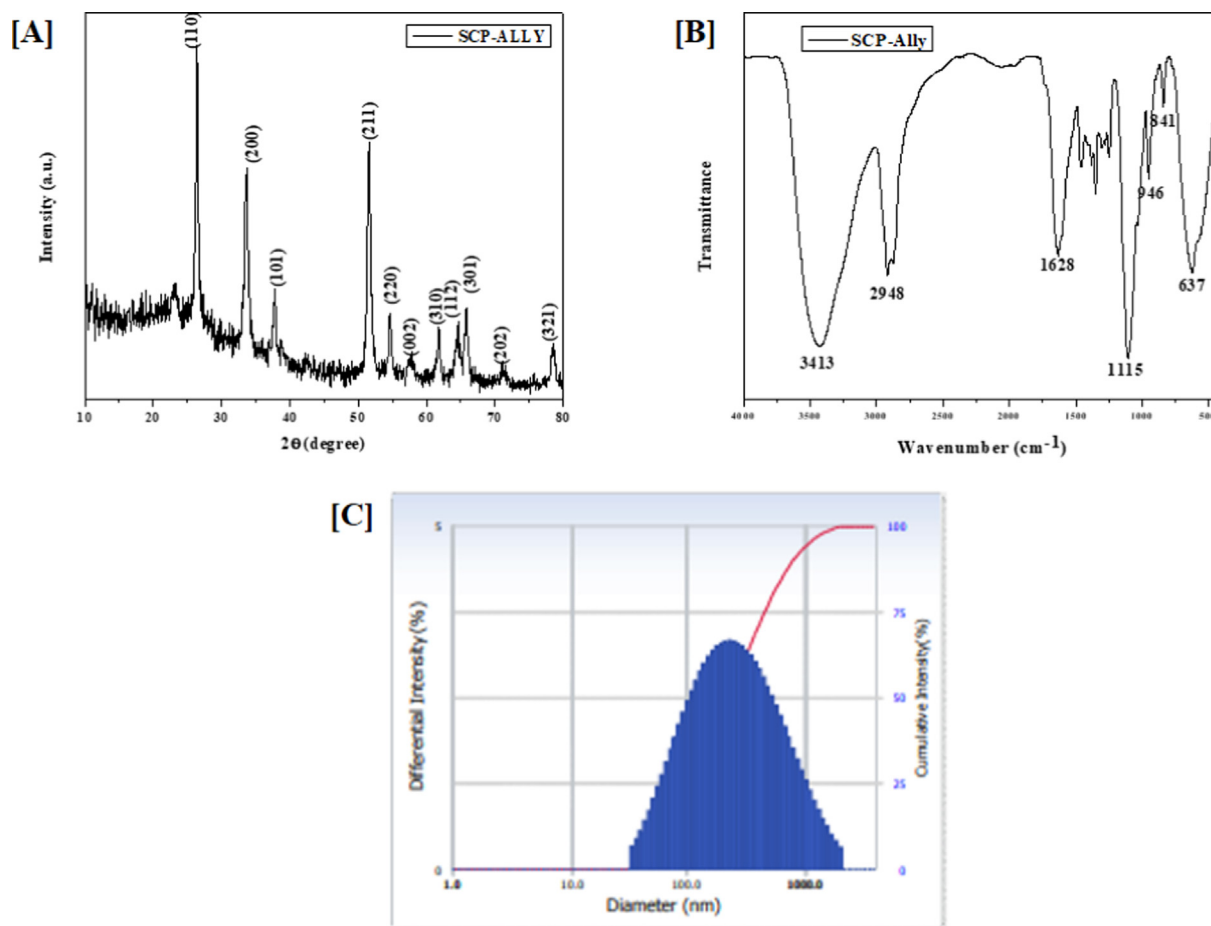 [A]
SCP-ALLY
(110)
(200)
(101)
(211)
(220)
(002)
(310)
(112)
(301)
(202)
(321)
Intensity (a.u.)
10 20 30 40 50 60 70 80
2Θ (degree)
[B]
SCP-Ally
Transmittance
3413
2948
1628
1115
946
841
637
4000 3500 3000 2500 2000 1500 1000 500
Wavenumber (cm-1)
[C]
5
0
Differential Intensity (%)
100
75
50
25
0
Cumulative Intensity(%)
1.0 10.0 100.0 1000.0
Diameter (nm)